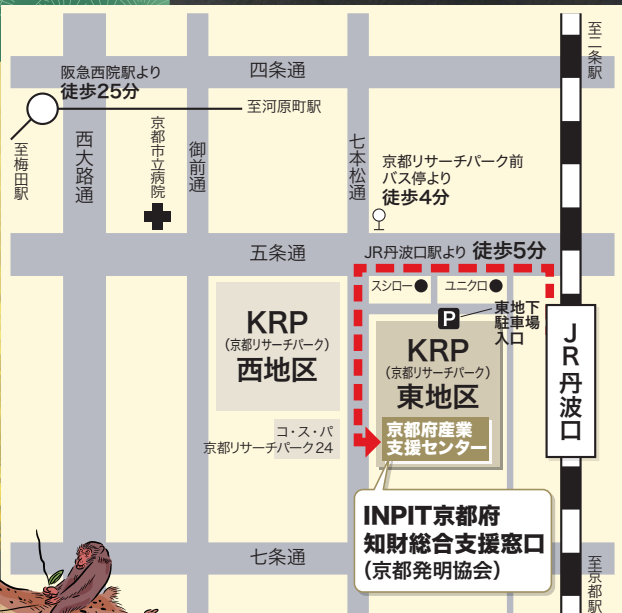 至二条駅
四条通
阪急西院駅より
徒歩25分
至河原町駅
至梅田駅
西大路通
京都市立病院
御前通
七本松通
京都リサーチパーク前
バス停より
徒歩4分
五条通
JR丹波口駅より 徒歩5分
スシロー
ユニクロ
P
東地下
駐車場
入口
KRP
(京都リサーチパーク)
西地区
KRP
(京都リサーチパーク)
東地区
JR丹波口
コ・ス・パ
京都リサーチパーク24
京都府産業
支援センター
INPIT京都府
知財総合支援窓口
(京都発明協会)
七条通
至京都駅